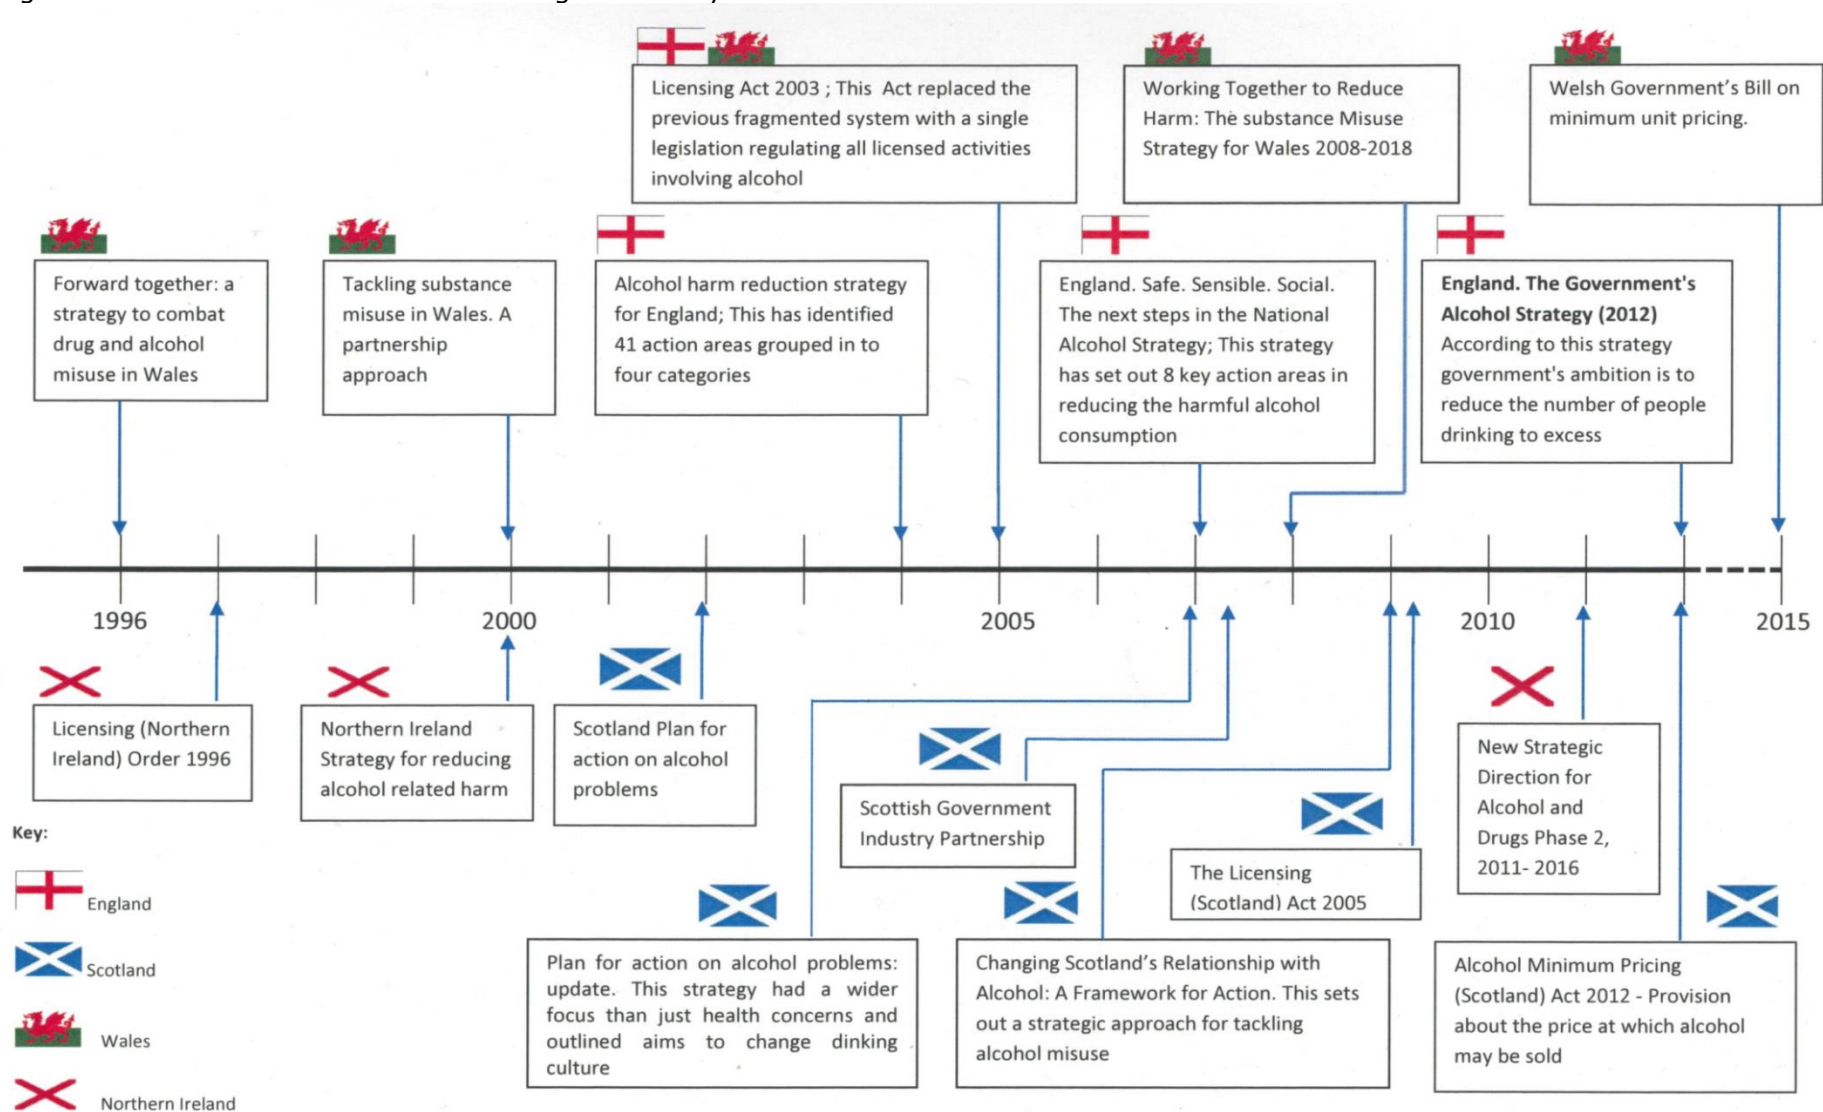 Licensing Act 2003 ; This Act replaced the
previous fragmented system with a single
legislation regulating all licensed activities
involving alcohol
Working Together to Reduce
Harm: The substance Misuse
Strategy for Wales 2008-2018
Welsh Government's Bill on
minimum unit pricing.
Forward together: a
strategy to combat
drug and alcohol
misuse in Wales
Tackling substance
misuse in Wales. A
partnership
approach
Alcohol harm reduction strategy
for England; This has identified
41 action areas grouped in to
four categories
England. Safe. Sensible. Social.
The next steps in the National
Alcohol Strategy; This strategy
has set out 8 key action areas in
reducing the harmful alcohol
consumption
England. The Government's
Alcohol Strategy (2012)
According to this strategy
government's ambition is to
reduce the number of people
drinking to excess
1996
2000
2005
2010
2015
Licensing (Northern
Ireland) Order 1996
Northern Ireland
Strategy for reducing
alcohol related harm
Scotland Plan for
action on alcohol
problems
Scottish Government
Industry Partnership
The Licensing
(Scotland) Act 2005
New Strategic
Direction for
Alcohol and
Drugs Phase 2,
2011- 2016
Plan for action on alcohol problems:
update. This strategy had a wider
focus than just health concerns and
outlined aims to change dinking
culture
Changing Scotland's Relationship with
Alcohol: A Framework for Action. This sets
out a strategic approach for tackling
alcohol misuse
Alcohol Minimum Pricing
(Scotland) Act 2012 - Provision
about the price at which alcohol
may be sold
Key:
England
Scotland
Wales
Northern Ireland